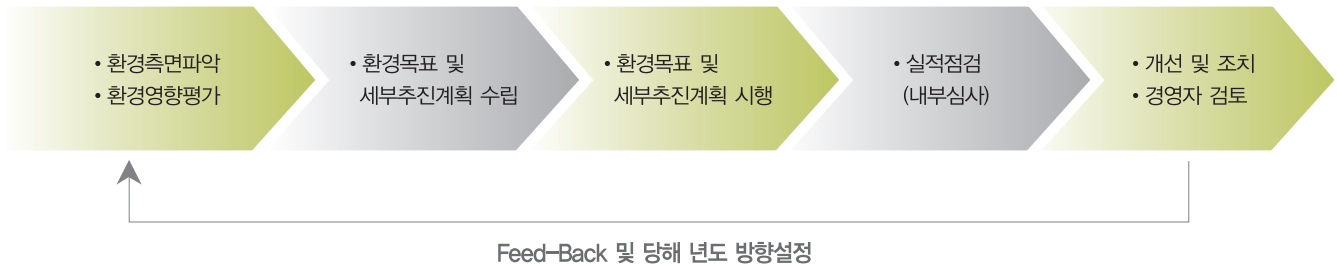 • 환경측면파악
• 환경영향평가
• 환경목표 및
세부추진계획 수립
• 환경목표 및
세부추진계획 시행
• 실적점검
(내부심사)
• 개선 및 조치
• 경영자 검토
Feed-Back 및 당해 년도 방향설정